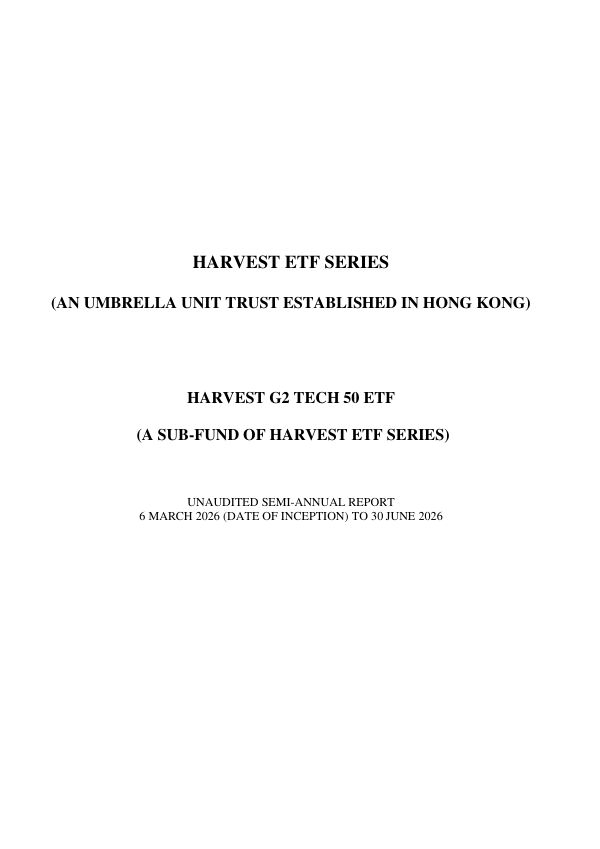 HARVEST ETF SERIES
(AN UMBRELLA UNIT TRUST ESTABLISHED IN HONG KONG)
HARVEST G2 TECH 50 ETF
(A SUB-FUND OF HARVEST ETF SERIES)
UNAUDITED SEMI-ANNUAL REPORT
6 MARCH 2026 (DATE OF INCEPTION) TO 30 JUNE 2026